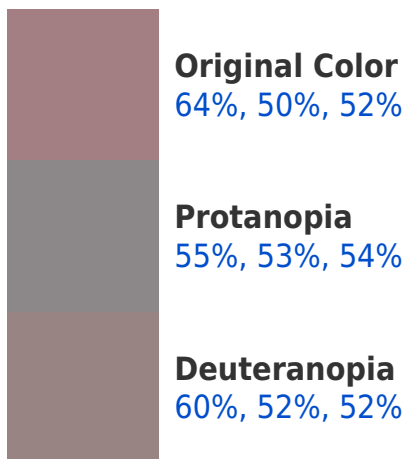 Original Color
64%, 50%, 52%
Protanopia
55%, 53%, 54%
Deuteranopia
60%, 52%, 52%